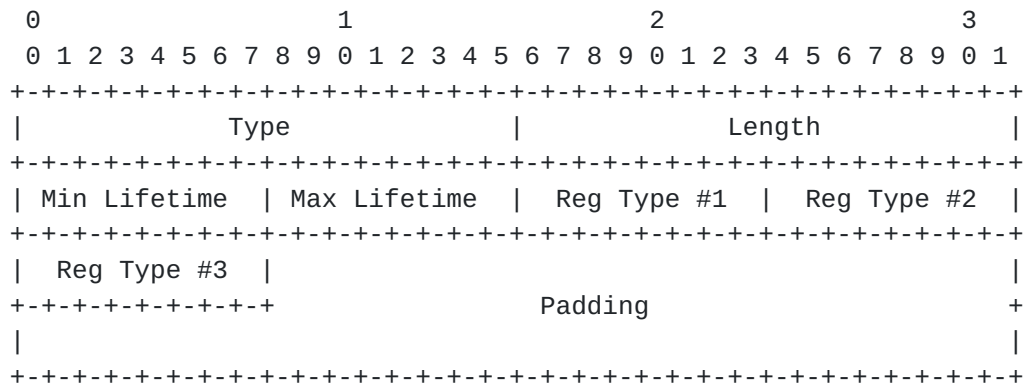 0                   1                   2                   3
 0 1 2 3 4 5 6 7 8 9 0 1 2 3 4 5 6 7 8 9 0 1 2 3 4 5 6 7 8 9 0 1
+-+-+-+-+-+-+-+-+-+-+-+-+-+-+-+-+-+-+-+-+-+-+-+-+-+-+-+-+-+-+-+-+
|             Type              |             Length            |
+-+-+-+-+-+-+-+-+-+-+-+-+-+-+-+-+-+-+-+-+-+-+-+-+-+-+-+-+-+-+-+-+
| Min Lifetime  | Max Lifetime  |  Reg Type #1  |  Reg Type #2  |
+-+-+-+-+-+-+-+-+-+-+-+-+-+-+-+-+-+-+-+-+-+-+-+-+-+-+-+-+-+-+-+-+
|  Reg Type #3  |                                               |
+-+-+-+-+-+-+-+-+                 Padding                       +
|                                                               |
+-+-+-+-+-+-+-+-+-+-+-+-+-+-+-+-+-+-+-+-+-+-+-+-+-+-+-+-+-+-+-+-+